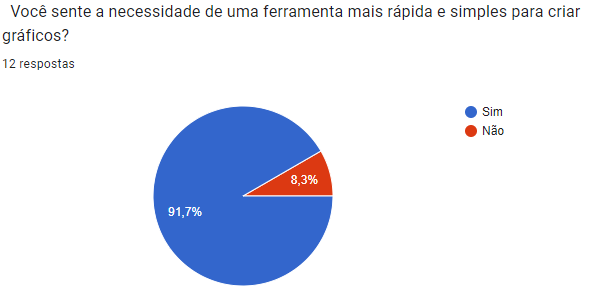 Você sente a necessidade de uma ferramenta mais rápida e simples para criar
gráficos?
12 respostas
Sim
Não
8,3%
91,7%